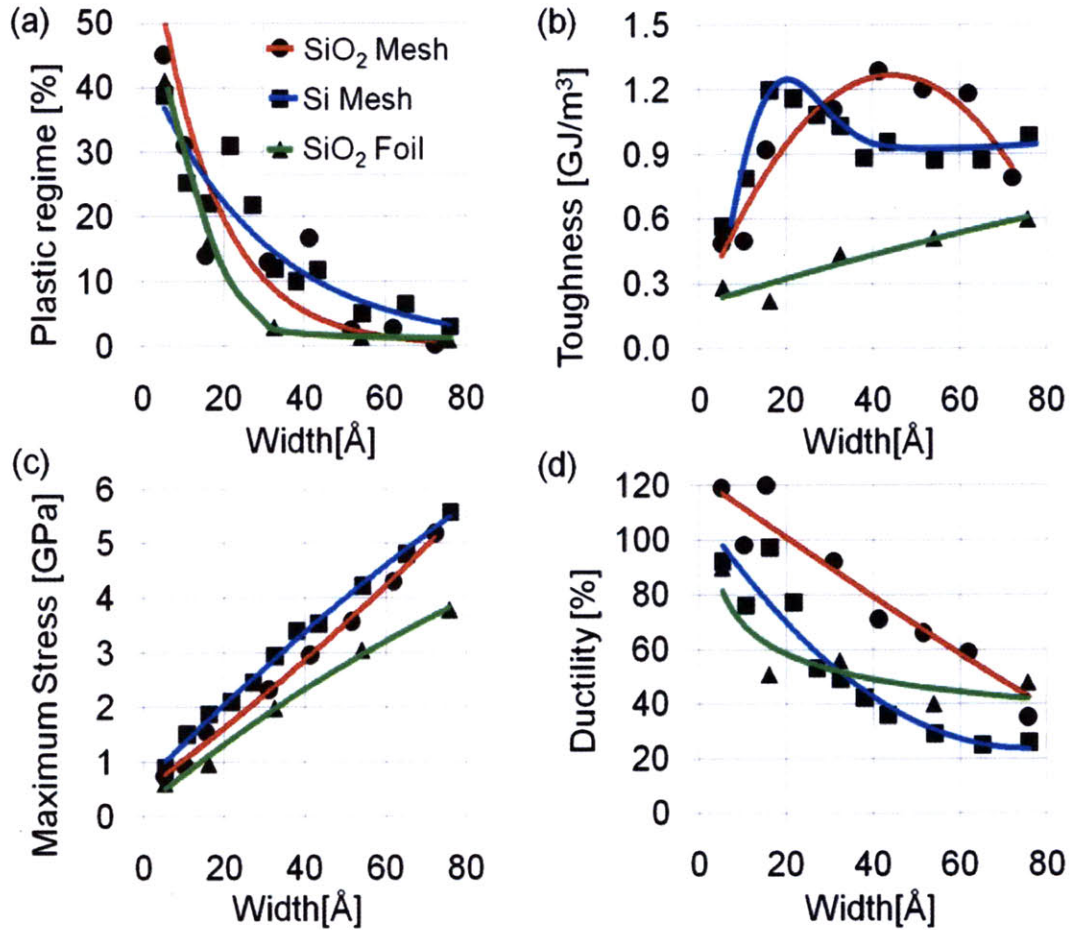 (a)
Plastic regime [%]
50
40
30
20
10
0
SiO₂ Mesh
Si Mesh
SiO₂ Foil
0 20 40 60 80
Width[Å]
(b)
Toughness [GJ/m³]
1.5
1.2
0.9
0.6
0.3
0.0
0 20 40 60 80
Width[Å]
(c)
Maximum Stress [GPa]
6
5
4
3
2
1
0
0 20 40 60 80
Width[Å]
(d)
Ductility [%]
120
100
80
60
40
20
0
0 20 40 60 80
Width[Å]